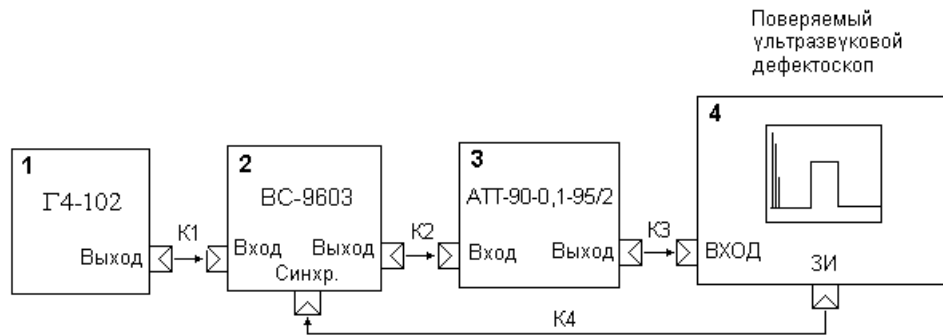 Поверяемый
ультразвуковой
дефектоскоп
1
Г4-102
Выход
К1
2
ВС-9603
Вход
Выход
Синхр.
К2
3
АТТ-90-0,1-95/2
Вход
Выход
К3
4
ВХОД
ЗИ
К4